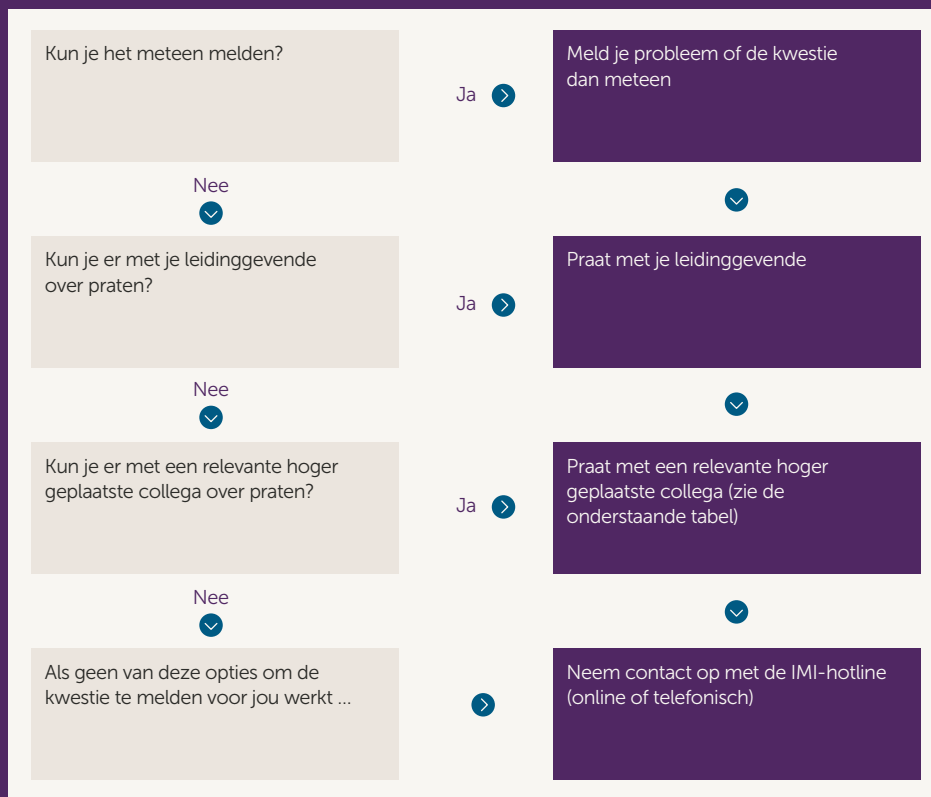 Kun je het meteen melden?
Ja
Meld je probleem of de kwestie
dan meteen
Nee
Kun je er met je leidinggevende
over praten?
Ja
Praat met je leidinggevende
Nee
Kun je er met een relevante hoger
geplaatste collega over praten?
Ja
Praat met een relevante hoger
geplaatste collega (zie de
onderstaande tabel)
Nee
Als geen van deze opties om de
kwestie te melden voor jou werkt ...
Neem contact op met de IMI-hotline
(online of telefonisch)